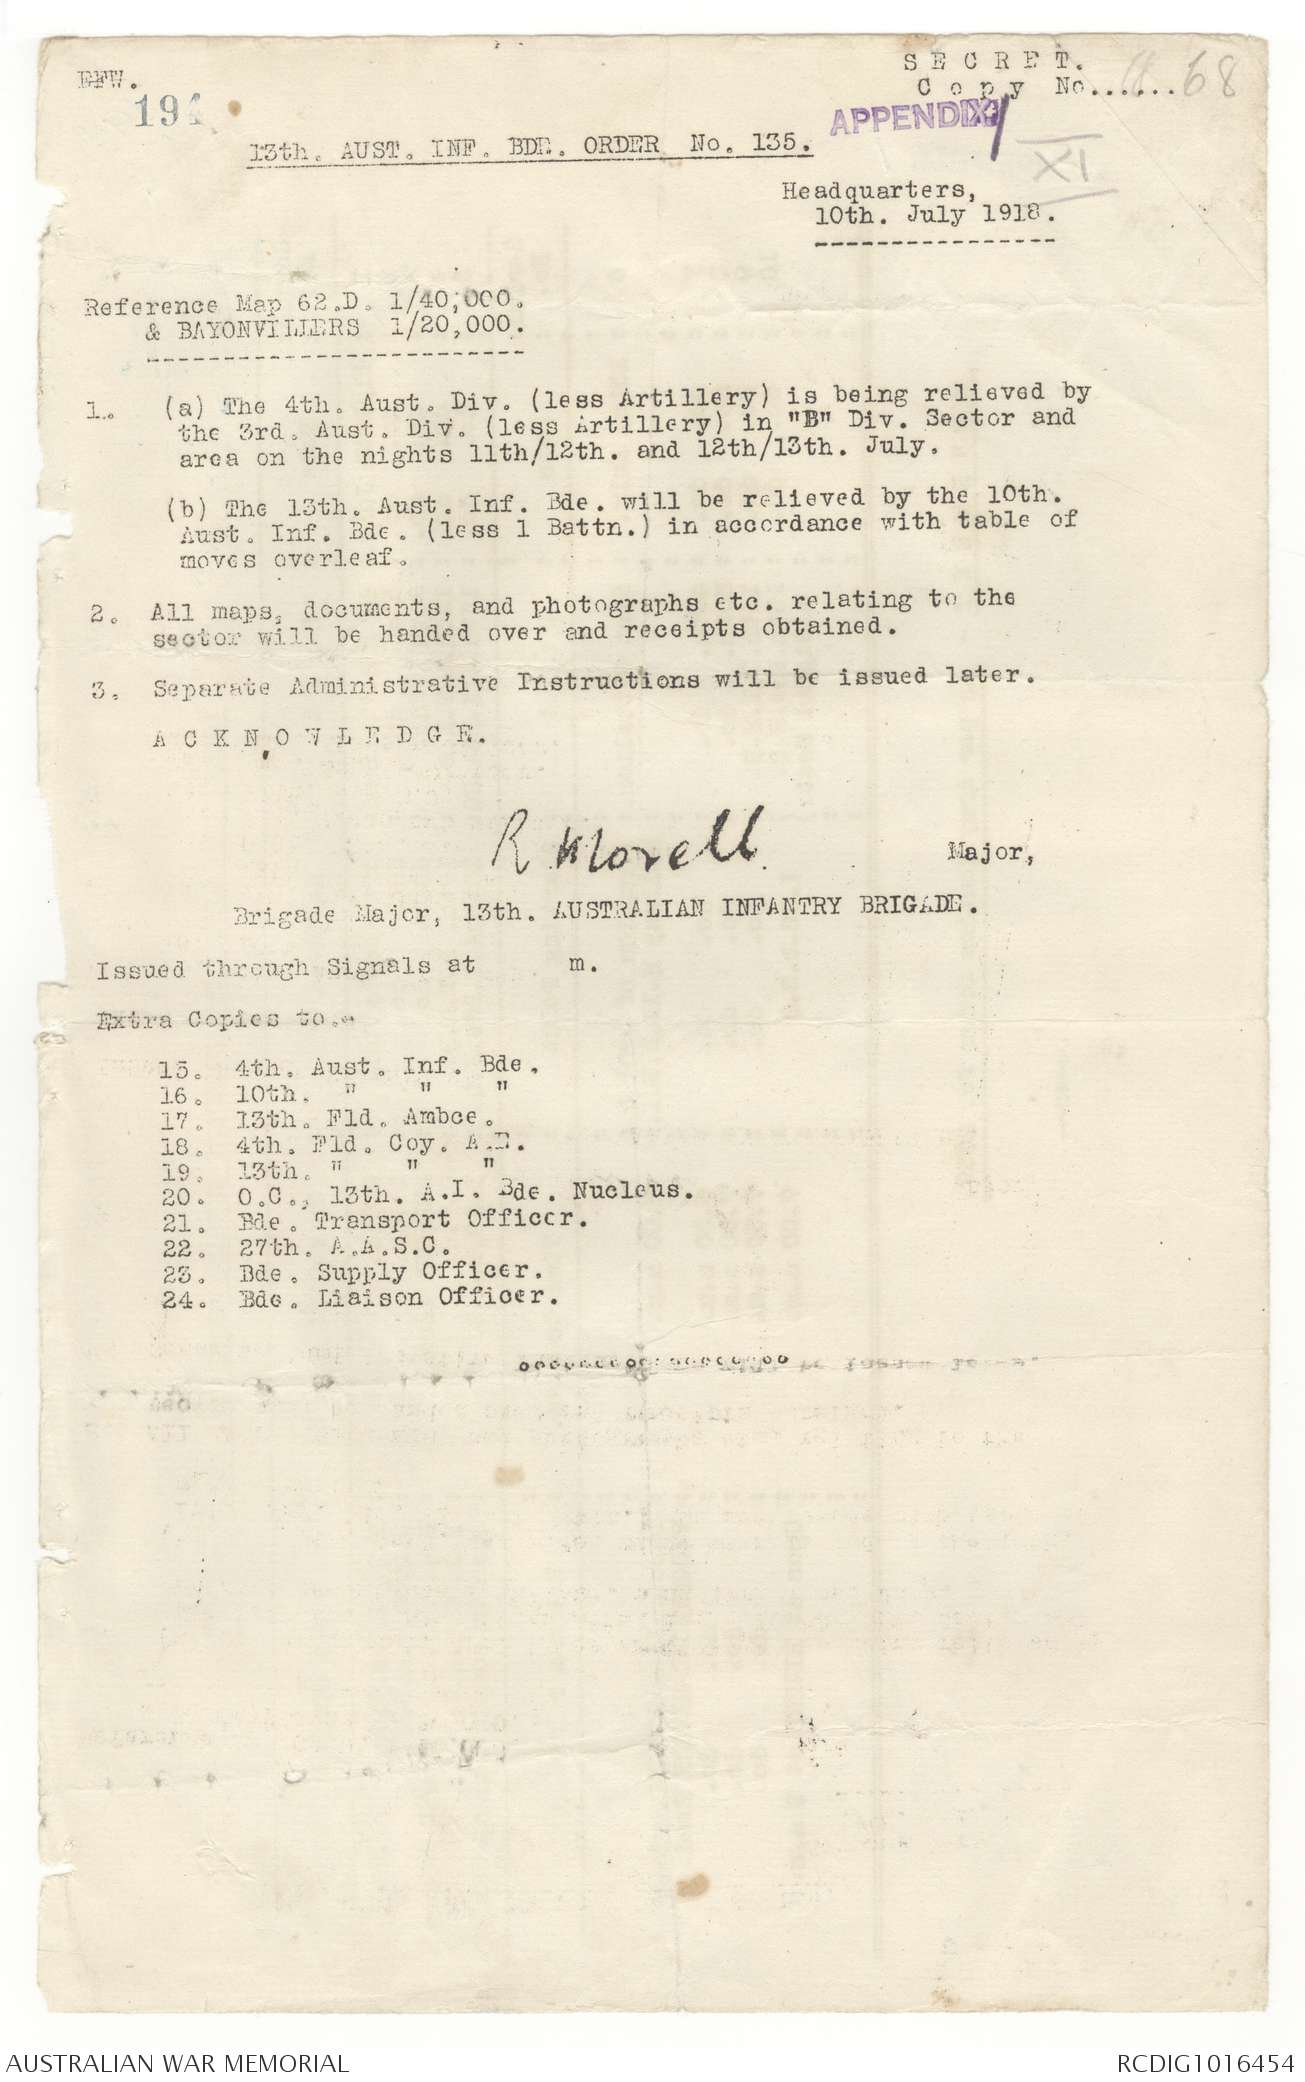 EFW.
194
S E C R E T.
C o p y No...... 68
APPENDIX
IX
13th. AUST. INF. BDE. ORDER No. 135.
Headquarters,
10th. July 1918.
Reference Map 62.D. 1/40,000.
& BAYONVILLERS 1/20,000.
1. (a) The 4th. Aust. Div. (less Artillery) is being relieved by
the 3rd. Aust. Div. (less Artillery) in "B" Div. Sector and
area on the nights 11th/12th. and 12th/13th. July.
(b) The 13th. Aust. Inf. Bde. will be relieved by the 10th.
Aust. Inf. Bde. (less 1 Battn.) in accordance with table of
moves overleaf.
2. All maps, documents, and photographs etc. relating to the
sector will be handed over and receipts obtained.
3. Separate Administrative Instructions will be issued later.
A C K N O W L E D G E.
R Morell
Major,
Brigade Major, 13th. AUSTRALIAN INFANTRY BRIGADE.
Issued through Signals at m.
Extra Copies to.-
15. 4th. Aust. Inf. Bde.
16. 10th. " " "
17. 13th. Fld. Ambce.
18. 4th. Fld. Coy. A.E.
19. 13th. " " "
20. O.C., 13th. A.I. Bde. Nucleus.
21. Bde. Transport Officer.
22. 27th. A.A.S.C.
23. Bde. Supply Officer.
24. Bde. Liaison Officer.
AUSTRALIAN WAR MEMORIAL
RCDIG1016454